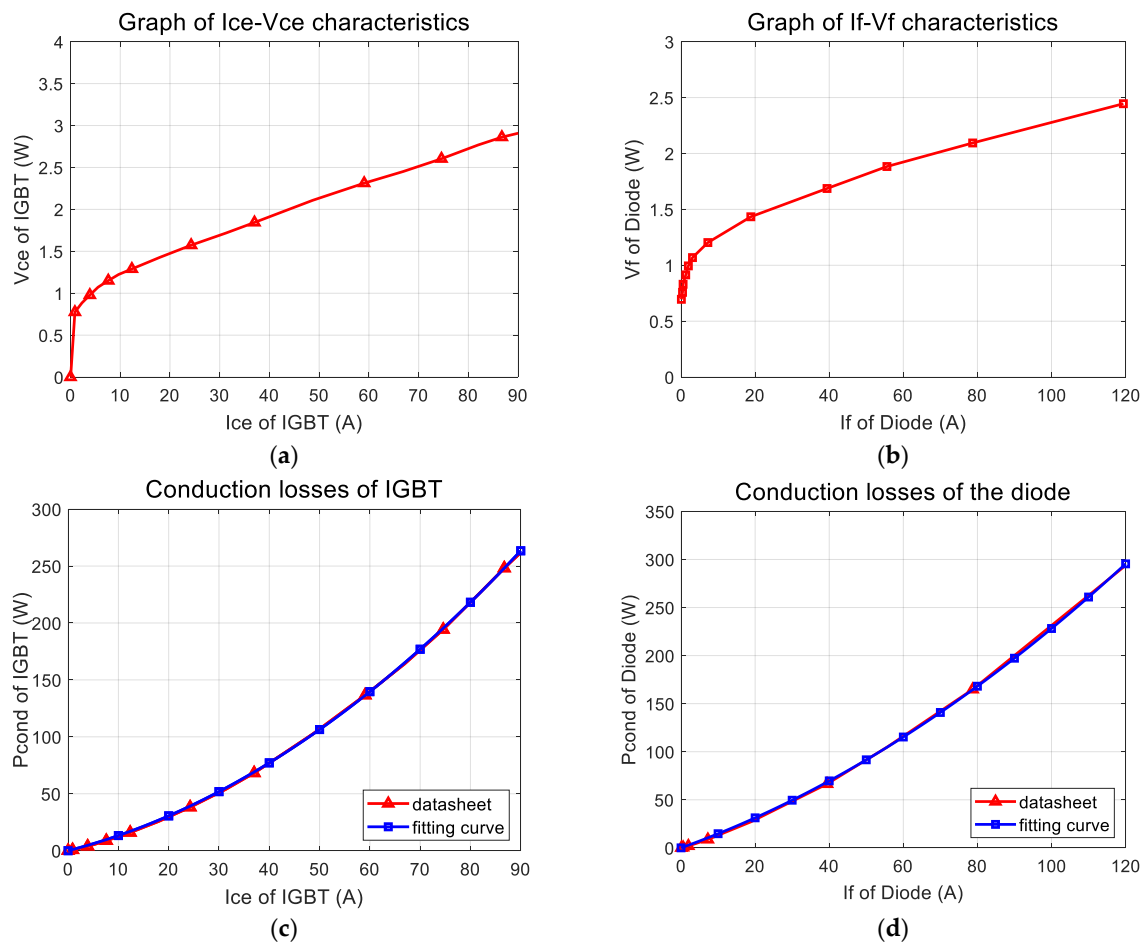 Graph of Ice-Vce characteristics
Vce of IGBT (W)
4
3.5
3
2.5
2
1.5
1
0.5
0
0 10 20 30 40 50 60 70 80 90
Ice of IGBT (A)
(a)
Graph of If-Vf characteristics
Vf of Diode (W)
3
2.5
2
1.5
1
0.5
0
0 20 40 60 80 100 120
If of Diode (A)
(b)
Conduction losses of IGBT
Pcond of IGBT (W)
300
250
200
150
100
50
0
datasheet
fitting curve
0 10 20 30 40 50 60 70 80 90
Ice of IGBT (A)
(c)
Conduction losses of the diode
Pcond of Diode (W)
350
300
250
200
150
100
50
0
datasheet
fitting curve
0 20 40 60 80 100 120
If of Diode (A)
(d)